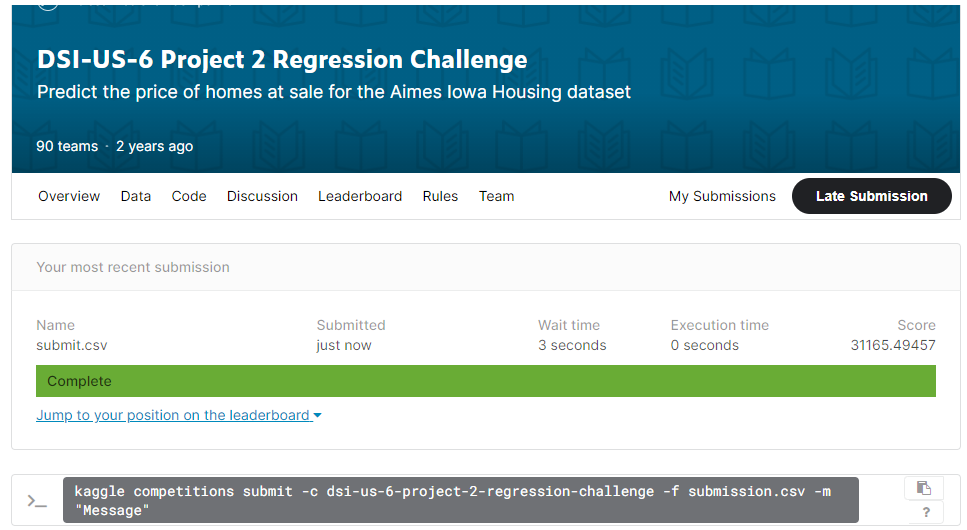 DSI-US-6 Project 2 Regression Challenge
Predict the price of homes at sale for the Aimes Iowa Housing dataset
90 teams · 2 years ago
Overview Data Code Discussion Leaderboard Rules Team My Submissions Late Submission
Your most recent submission
Name Submitted Wait time Execution time Score
submit.csv just now 3 seconds 0 seconds 31165.49457
Complete
Jump to your position on the leaderboard
>_ kaggle competitions submit -c dsi-us-6-project-2-regression-challenge -f submission.csv -m
"Message"
?